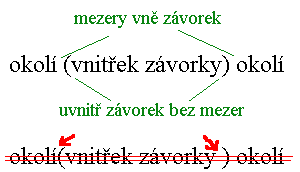 mezery vně závorek
okolí (vnitřek závorky) okolí
uvnitř závorek bez mezer
okolí(vnitřek závorky ) okolí